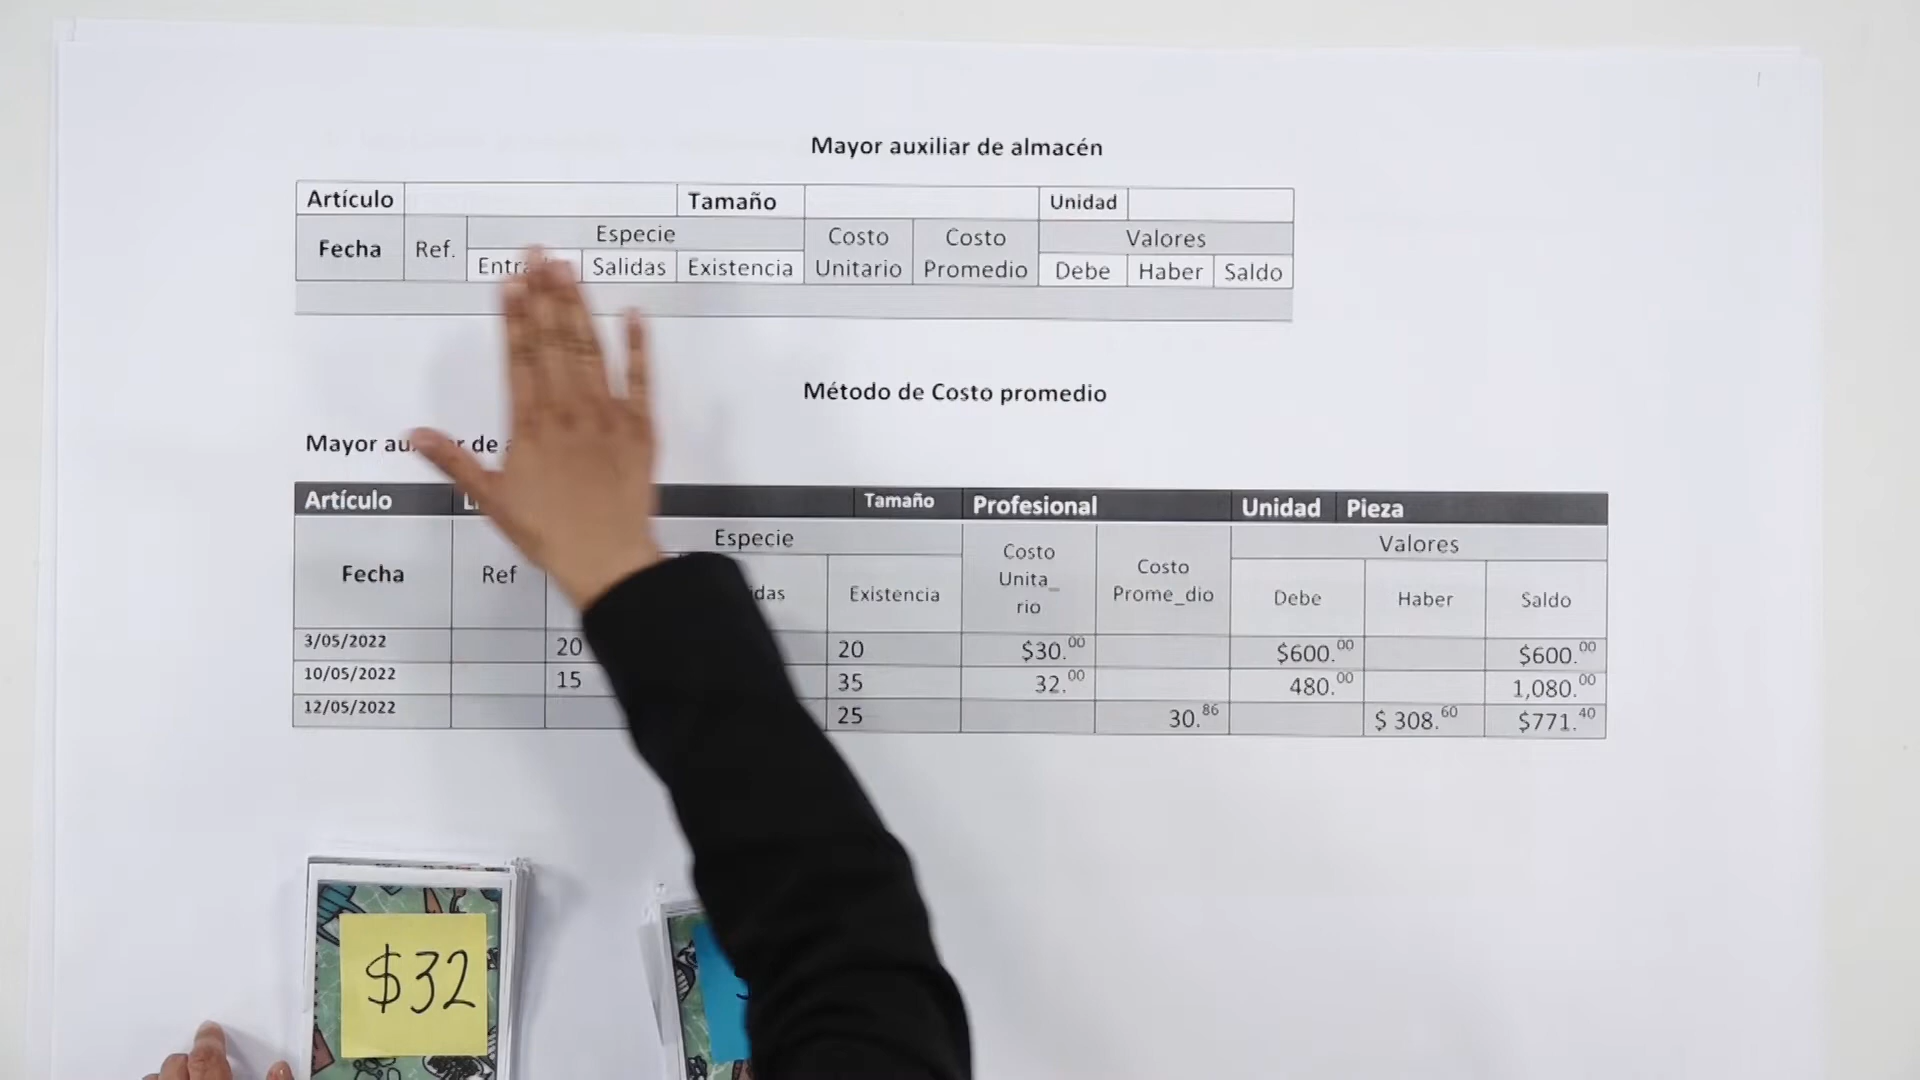 Mayor auxiliar de almacén
Artículo Tamaño Unidad
Fecha Ref. Especie Costo Unitario Costo Promedio Valores
Salidas Existencia Debe Haber Saldo
Método de Costo promedio
Mayor de
Artículo Tamaño Profesional Unidad Pieza
Fecha Ref Especie Costo Unita_ rio Costo Prome_dio Valores
Existencia Debe Haber Saldo
3/05/2022 20 20 $30.00 $600.00 $600.00
10/05/2022 15 35 32.00 480.00 1,080.00
12/05/2022 25 30.86 $ 308.60 $771.40
$32